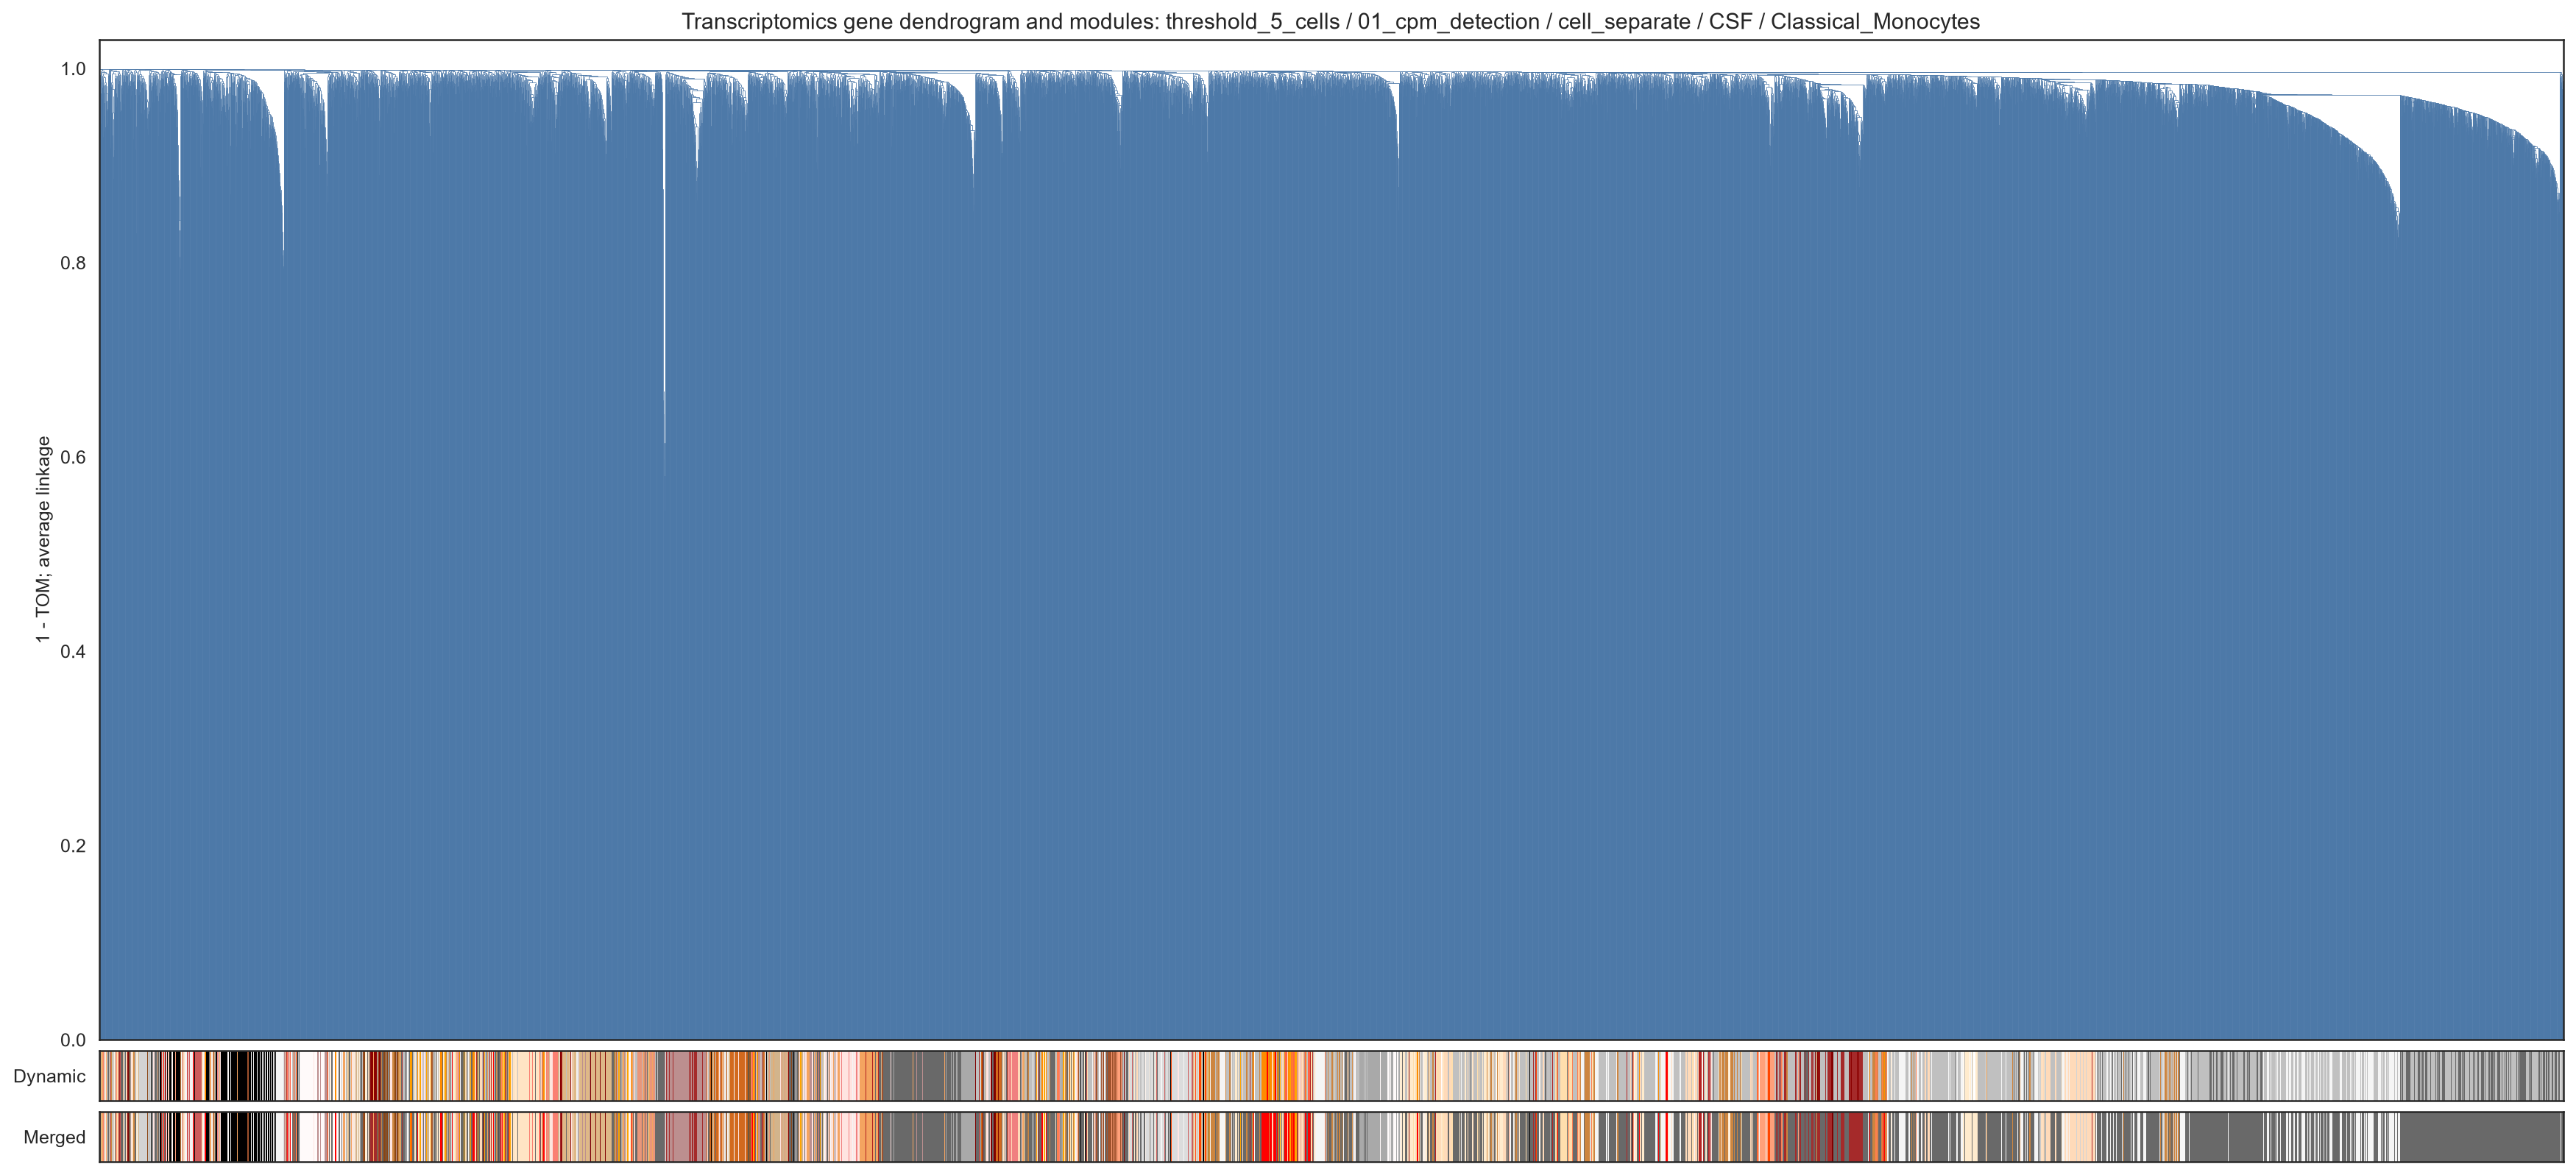 Transcriptomics gene dendrogram and modules: threshold_5_cells / 01_cpm_detection / cell_separate / CSF / Classical_Monocytes
1.0
0.8
0.6
0.4
0.2
0.0
1 - TOM; average linkage
Dynamic
Merged